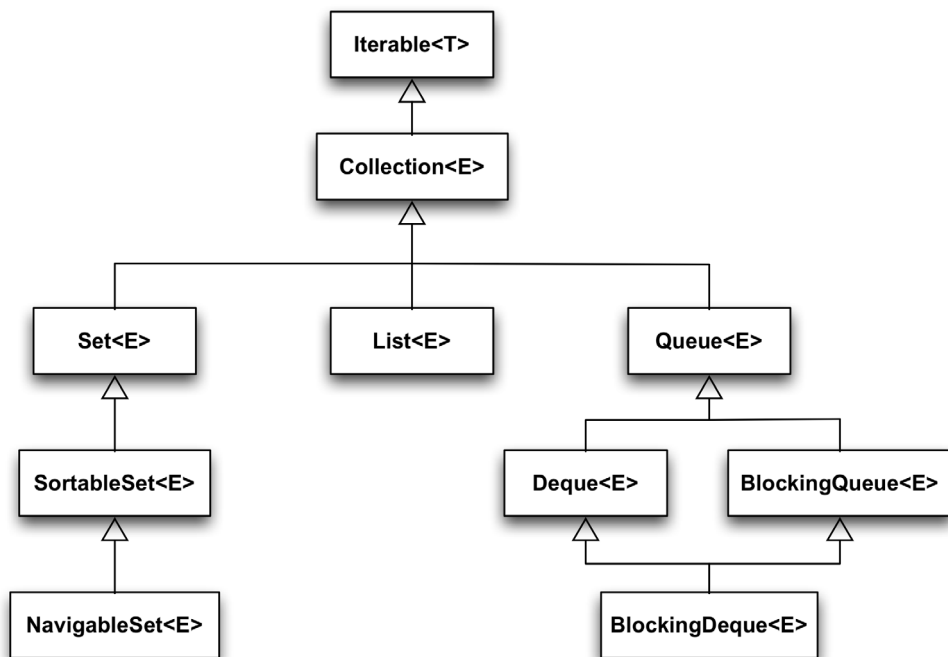 Iterable<T>
Collection<E>
Set<E>
List<E>
Queue<E>
SortableSet<E>
Deque<E>
BlockingQueue<E>
NavigableSet<E>
BlockingDeque<E>